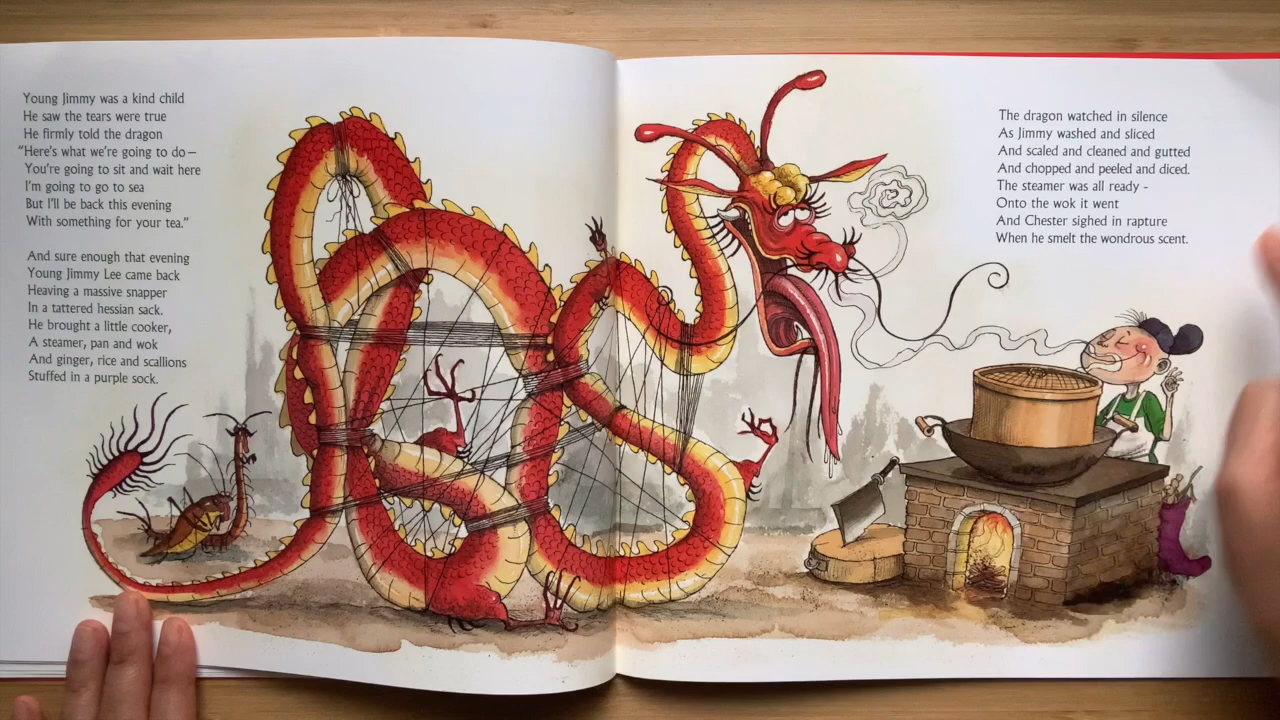 Young Jimmy was a kind child
He saw the tears were true
He firmly told the dragon
“Here’s what we’re going to do—
You’re going to sit and wait here
I’m going to go to sea
But I’ll be back this evening
With something for your tea.”
And sure enough that evening
Young Jimmy Lee came back
Heaving a massive snapper
In a tattered hessian sack.
He brought a little cooker,
A steamer, pan and wok
And ginger, rice and scallions
Stuffed in a purple sock.
The dragon watched in silence
As Jimmy washed and sliced
And scaled and cleaned and gutted
And chopped and peeled and diced.
The steamer was all ready -
Onto the wok it went
And Chester sighed in rapture
When he smelt the wondrous scent.